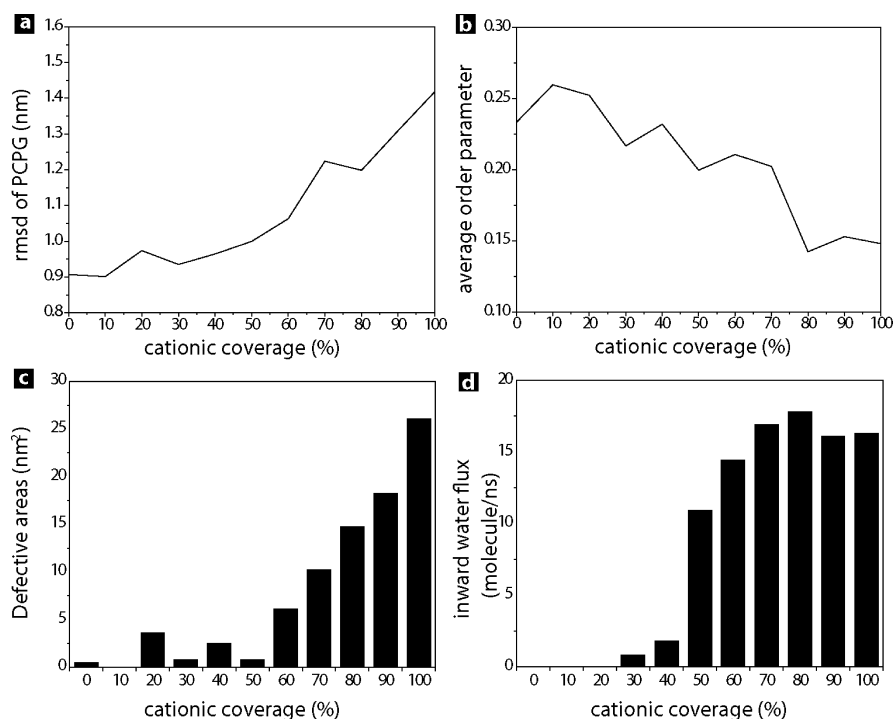 a
1.6
1.4
1.3
1.2
1.1
1.0
0.9
0.8
rmsd of PCPG (nm)
0 10 20 30 40 50 60 70 80 90 100
cationic coverage (%)
b
0.30
0.25
0.20
0.15
0.10
average order parameter
0 10 20 30 40 50 60 70 80 90 100
cationic coverage (%)
c
30
25
20
15
10
5
0
Defective areas (nm²)
0 10 20 30 40 50 60 70 80 90 100
cationic coverage (%)
d
20
15
10
5
0
inward water flux
(molecule/ns)
0 10 20 30 40 50 60 70 80 90 100
cationic coverage (%)